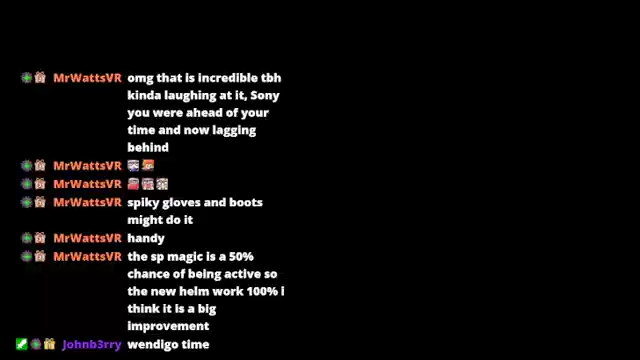 MrWattsVR omg that is incredible tbh
kinda laughing at it, Sony
you were ahead of your
time and now lagging
behind
MrWattsVR
MrWattsVR
MrWattsVR spiky gloves and boots
might do it
MrWattsVR handy
MrWattsVR the sp magic is a 50%
chance of being active so
the new helm work 100% i
think it is a big
improvement
Johnb3rry wendigo time